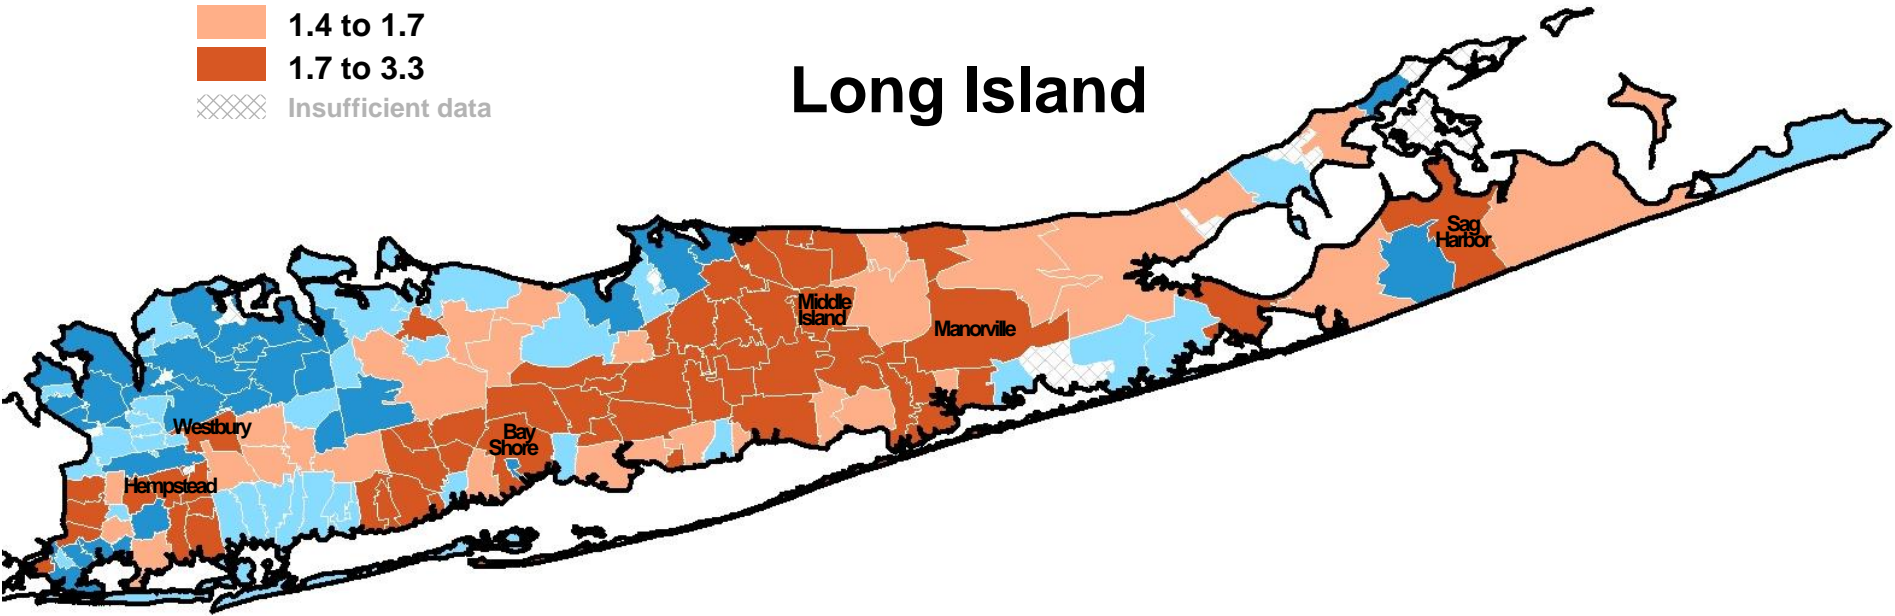 1.4 to 1.7
1.7 to 3.3
Insufficient data
Long Island
Sag
Harbor
Middle
Island
Manorville
Westbury
Bay
Shore
Hempstead